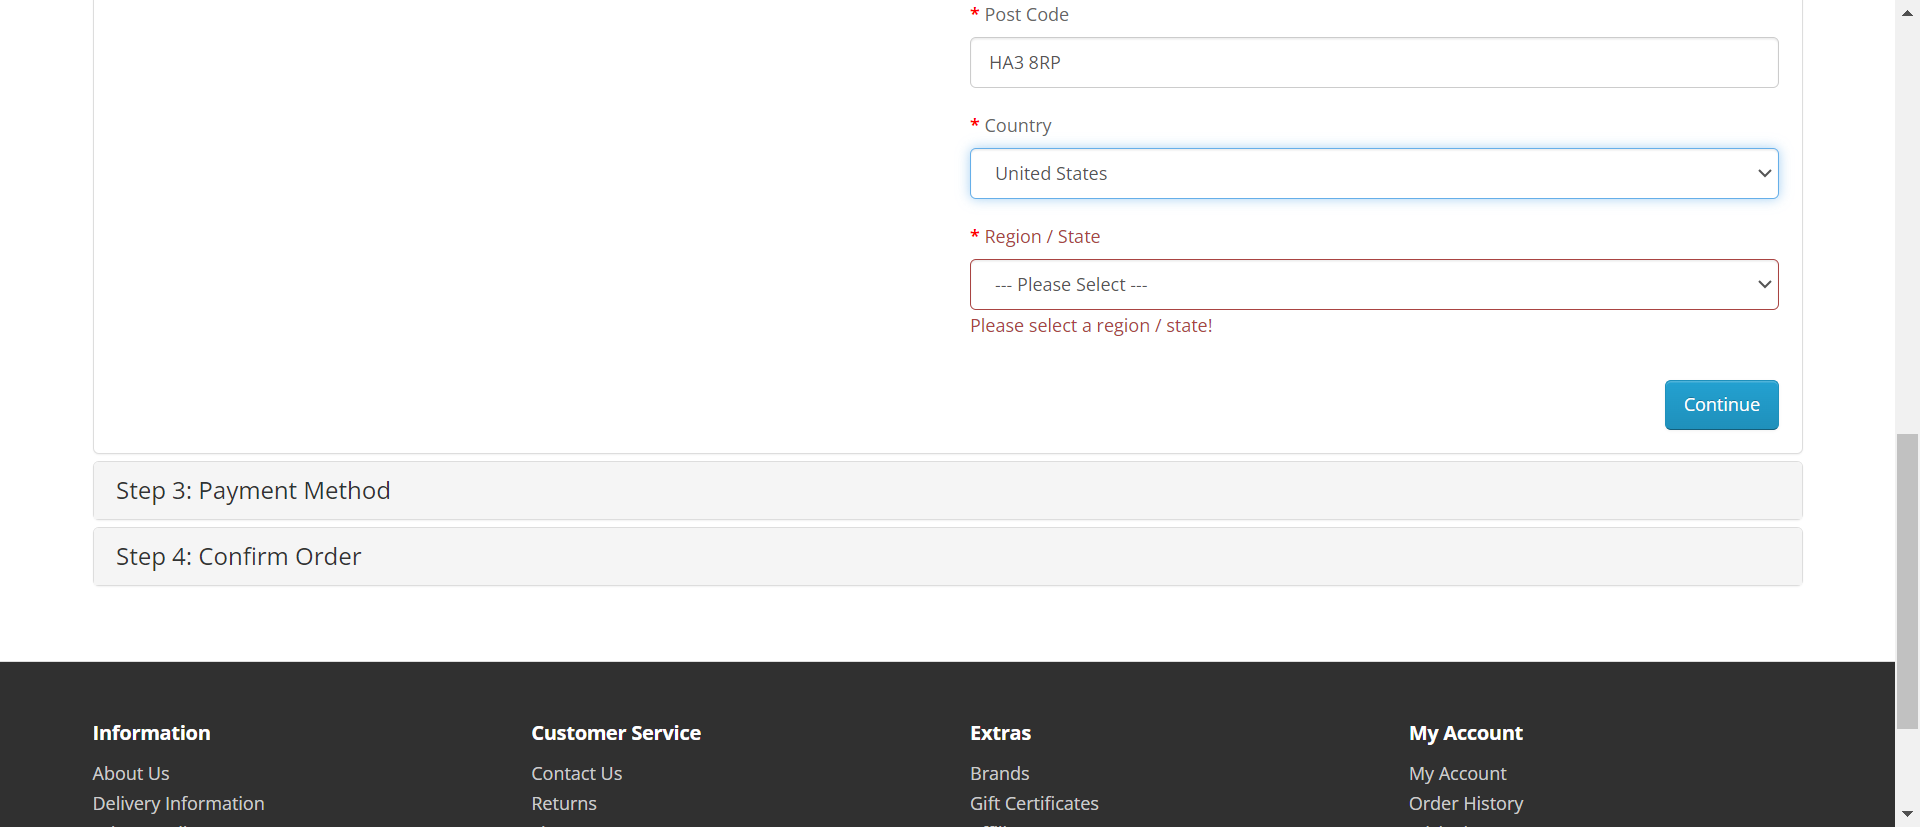 * Post Code
HA3 8RP
* Country
United States
* Region / State
--- Please Select ---
Please select a region / state!
Continue
Step 3: Payment Method
Step 4: Confirm Order
Information
About Us
Delivery Information
Customer Service
Contact Us
Returns
Extras
Brands
Gift Certificates
My Account
My Account
Order History